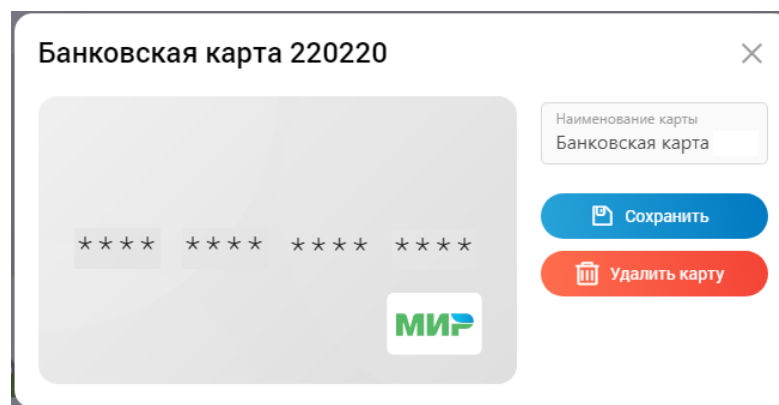 Банковская карта 220220
Наименование карты
Банковская карта
**** **** **** ****
Сохранить
Удалить карту
МИР